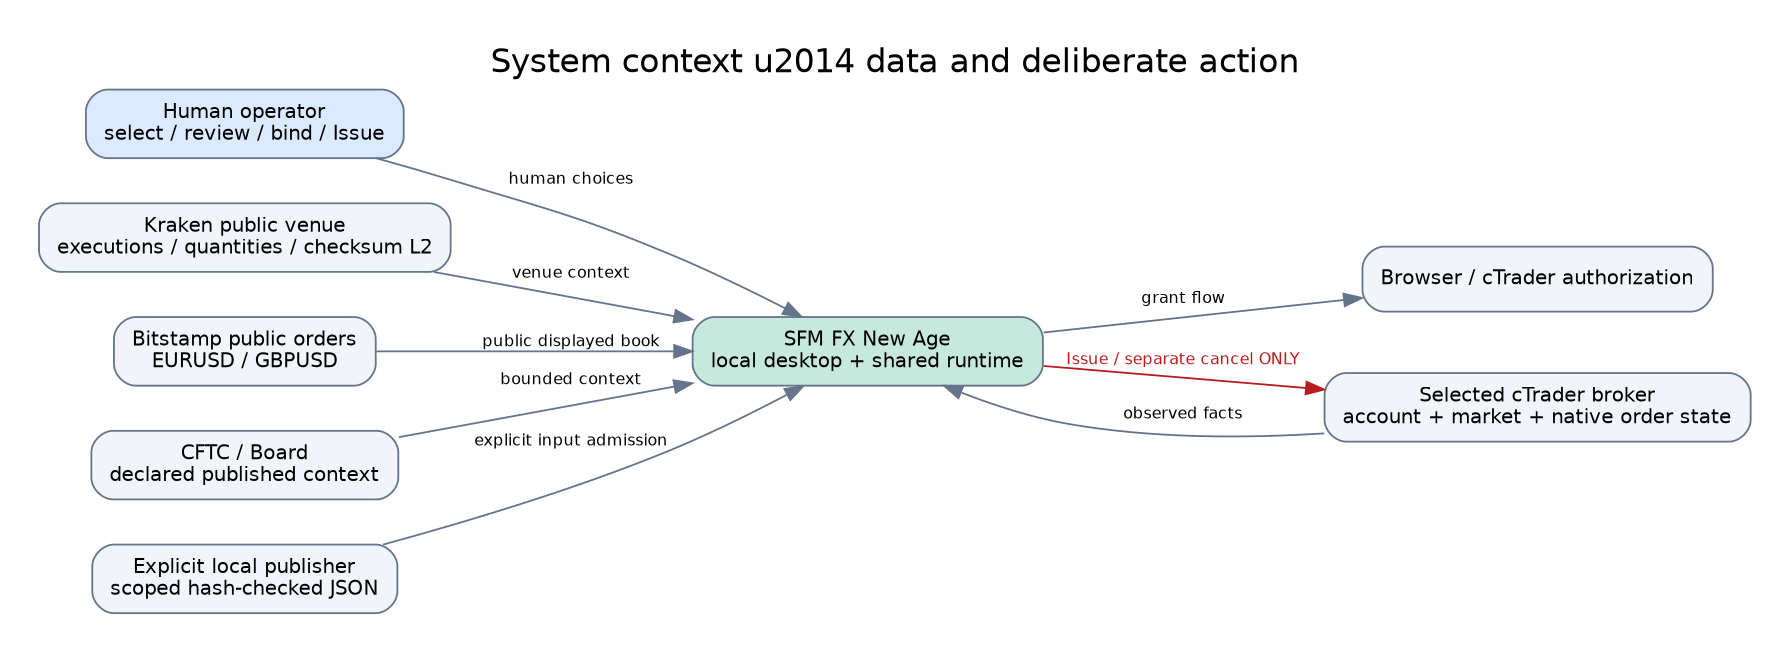 System context u2014 data and deliberate action
Human operator
select / review / bind / Issue
human choices
Kraken public venue
executions / quantities / checksum L2
venue context
Bitstamp public orders
EURUSD / GBPUSD
public displayed book
CFTC / Board
declared published context
bounded context
Explicit local publisher
scoped hash-checked JSON
explicit input admission
SFM FX New Age
local desktop + shared runtime
grant flow
Browser / cTrader authorization
Issue / separate cancel ONLY
Selected cTrader broker
account + market + native order state
observed facts